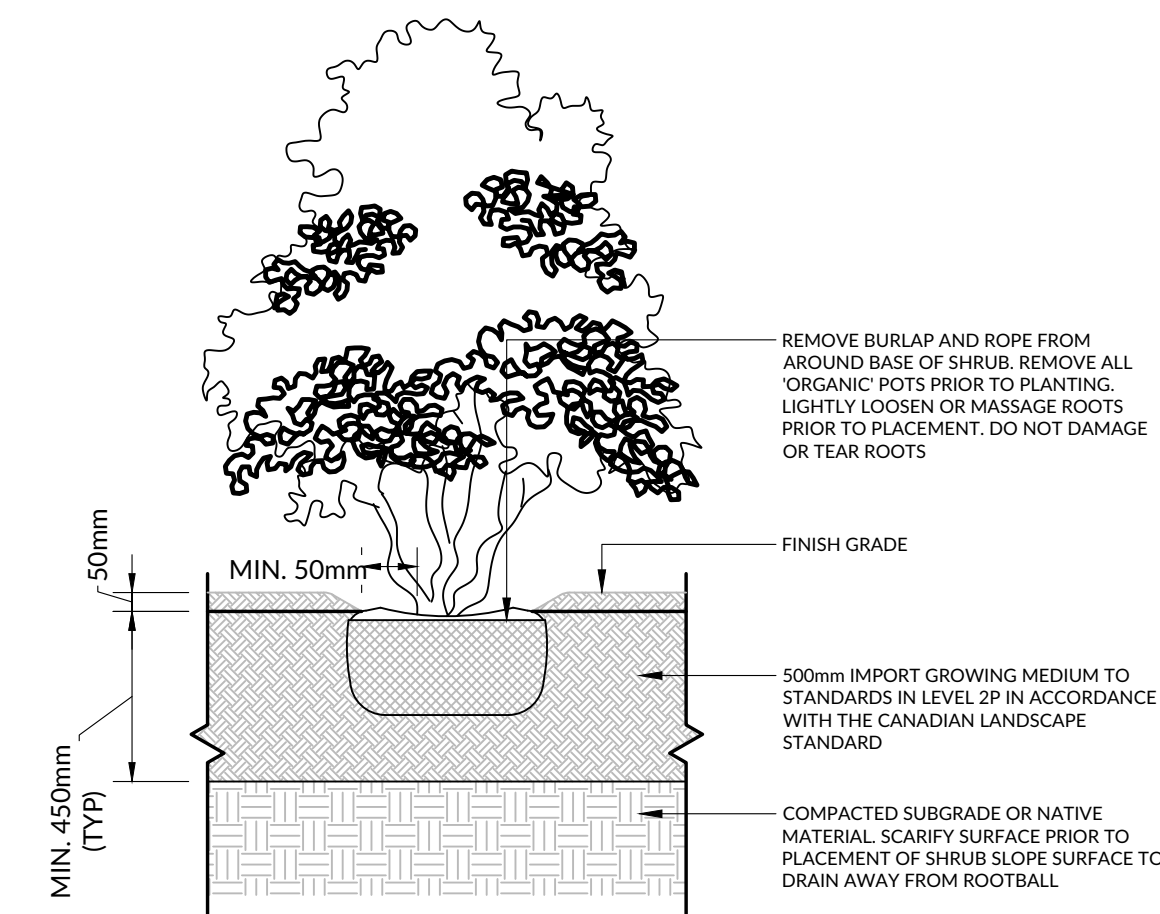 REMOVE BURLAP AND ROPE FROM
AROUND BASE OF SHRUB. REMOVE ALL
'ORGANIC' POTS PRIOR TO PLANTING.
LIGHTLY LOOSEN OR MASSAGE ROOTS
PRIOR TO PLACEMENT. DO NOT DAMAGE
OR TEAR ROOTS
50mm
MIN. 50mm
FINISH GRADE
500mm IMPORT GROWING MEDIUM TO
STANDARDS IN LEVEL 2P IN ACCORDANCE
WITH THE CANADIAN LANDSCAPE
STANDARD
MIN. 450mm
(TYP)
COMPACTED SUBGRADE OR NATIVE
MATERIAL. SCARIFY SURFACE PRIOR TO
PLACEMENT OF SHRUB SLOPE SURFACE TO
DRAIN AWAY FROM ROOTBALL